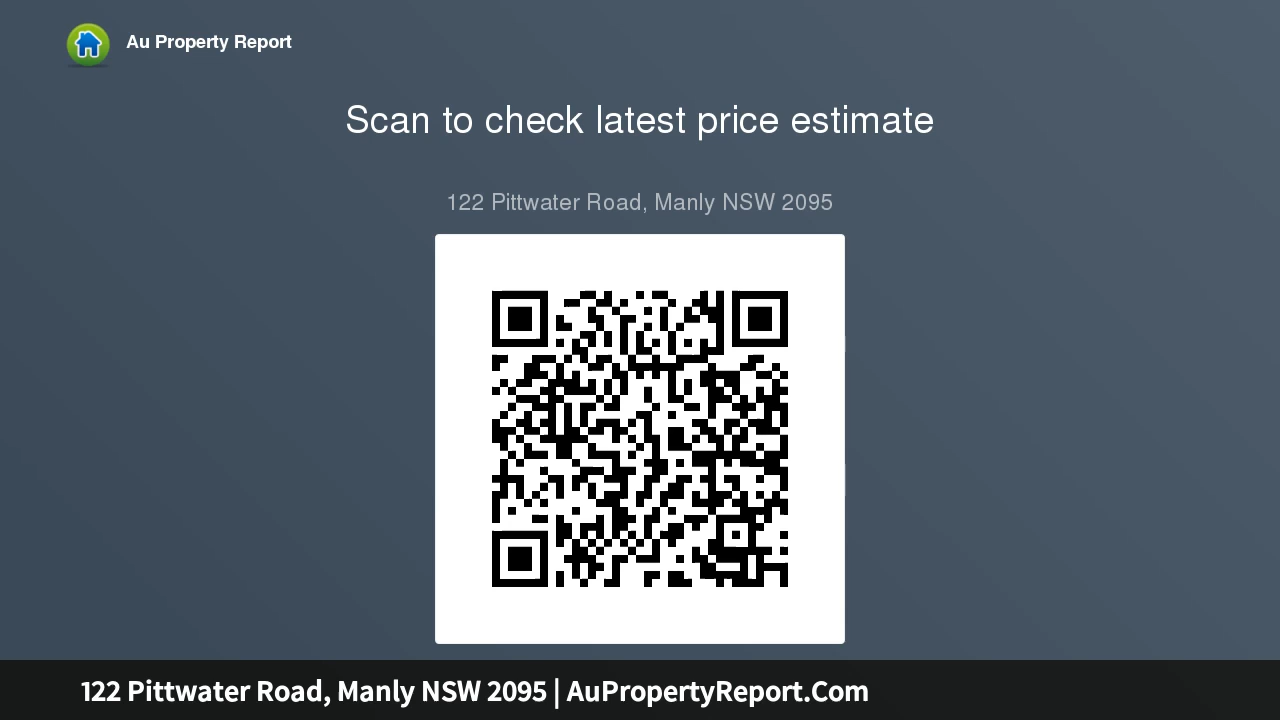 Au Property Report
Scan to check latest price estimate
122 Pittwater Road, Manly NSW 2095
122 Pittwater Road, Manly NSW 2095 | AuPropertyReport.Com